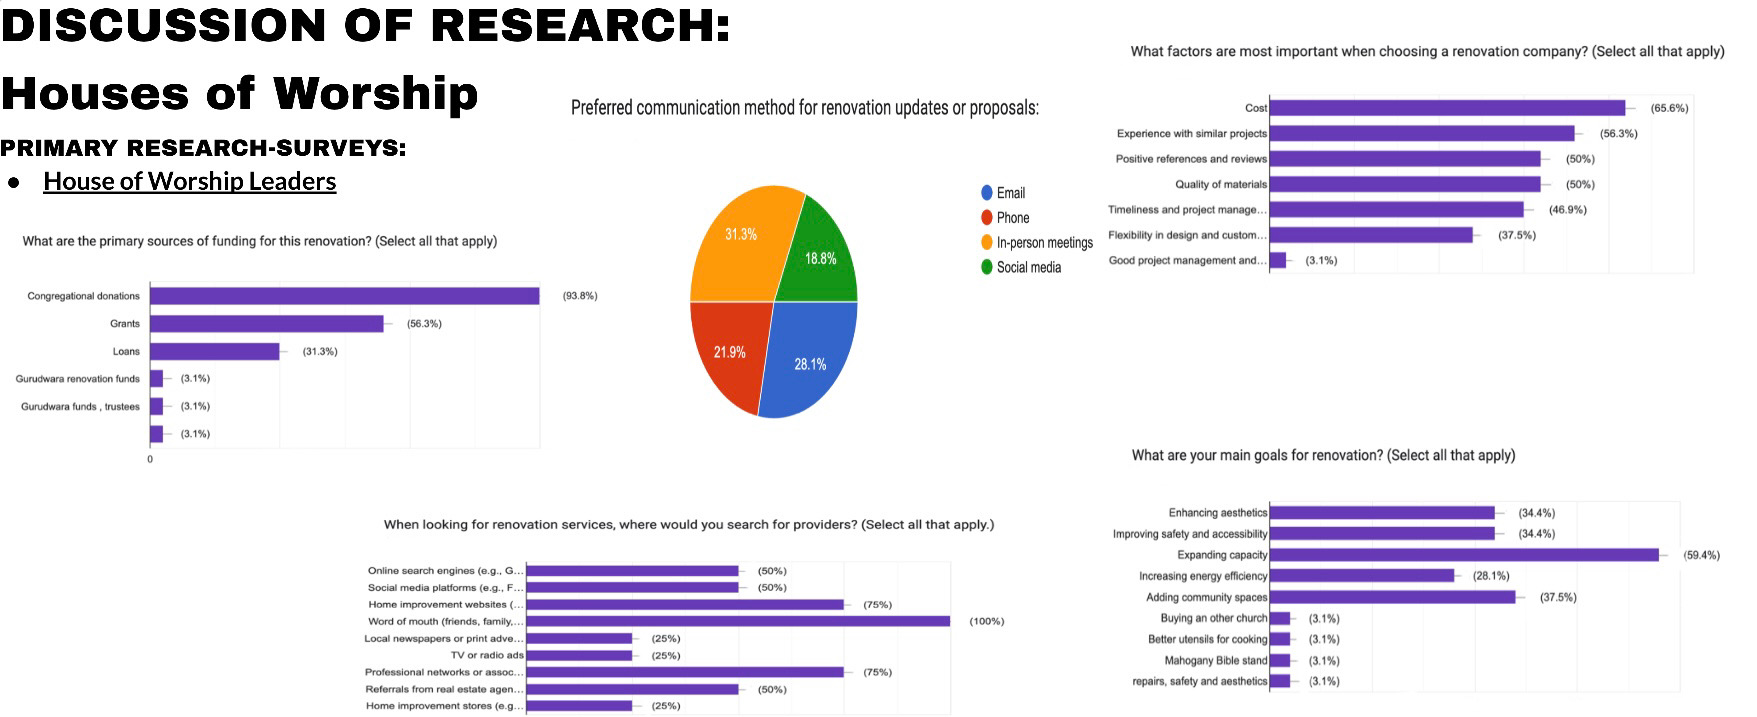 DISCUSSION OF RESEARCH:
Houses of Worship
PRIMARY RESEARCH-SURVEYS:
● House of Worship Leaders
What are the primary sources of funding for this renovation? (Select all that apply)
Congregational donations (93.8%)
Grants (56.3%)
Loans (31.3%)
Gurudwara renovation funds (3.1%)
Gurudwara funds , trustees (3.1%)
(3.1%)
0
Preferred communication method for renovation updates or proposals:
31.3%
18.8%
21.9%
28.1%
Email
Phone
In-person meetings
Social media
What factors are most important when choosing a renovation company? (Select all that apply)
Cost (65.6%)
Experience with similar projects (56.3%)
Positive references and reviews (50%)
Quality of materials (50%)
Timeliness and project manage... (46.9%)
Flexibility in design and custom... (37.5%)
Good project management and... (3.1%)
When looking for renovation services, where would you search for providers? (Select all that apply.)
Online search engines (e.g., G... (50%)
Social media platforms (e.g., F... (50%)
Home improvement websites (... (75%)
Word of mouth (friends, family,... (100%)
Local newspapers or print adve... (25%)
TV or radio ads (25%)
Professional networks or assoc... (75%)
Referrals from real estate agen... (50%)
Home improvement stores (e.g... (25%)
What are your main goals for renovation? (Select all that apply)
Enhancing aesthetics (34.4%)
Improving safety and accessibility (34.4%)
Expanding capacity (59.4%)
Increasing energy efficiency (28.1%)
Adding community spaces (37.5%)
Buying an other church (3.1%)
Better utensils for cooking (3.1%)
Mahogany Bible stand (3.1%)
repairs, safety and aesthetics (3.1%)